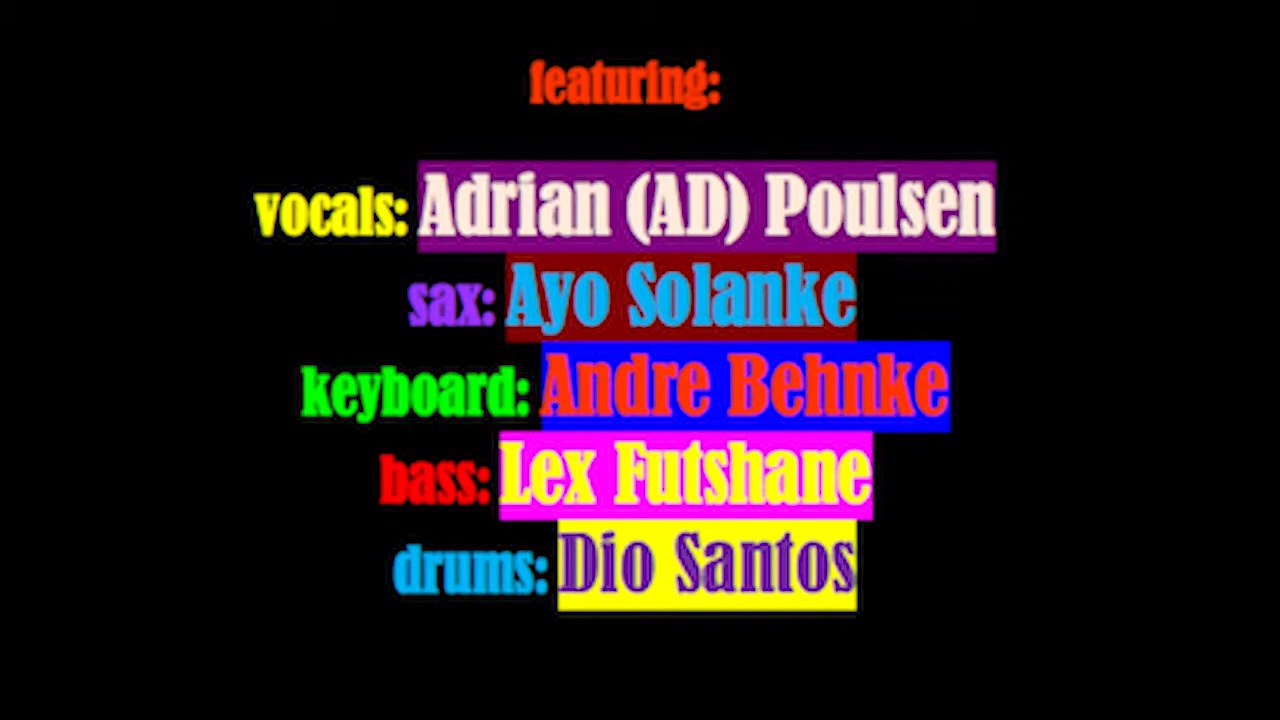 featuring:
vocals: Adrian (AD) Poulsen
sax: Ayo Solanke
keyboard: Andre Behnke
bass: Lex Futshane
drums: Dio Santos